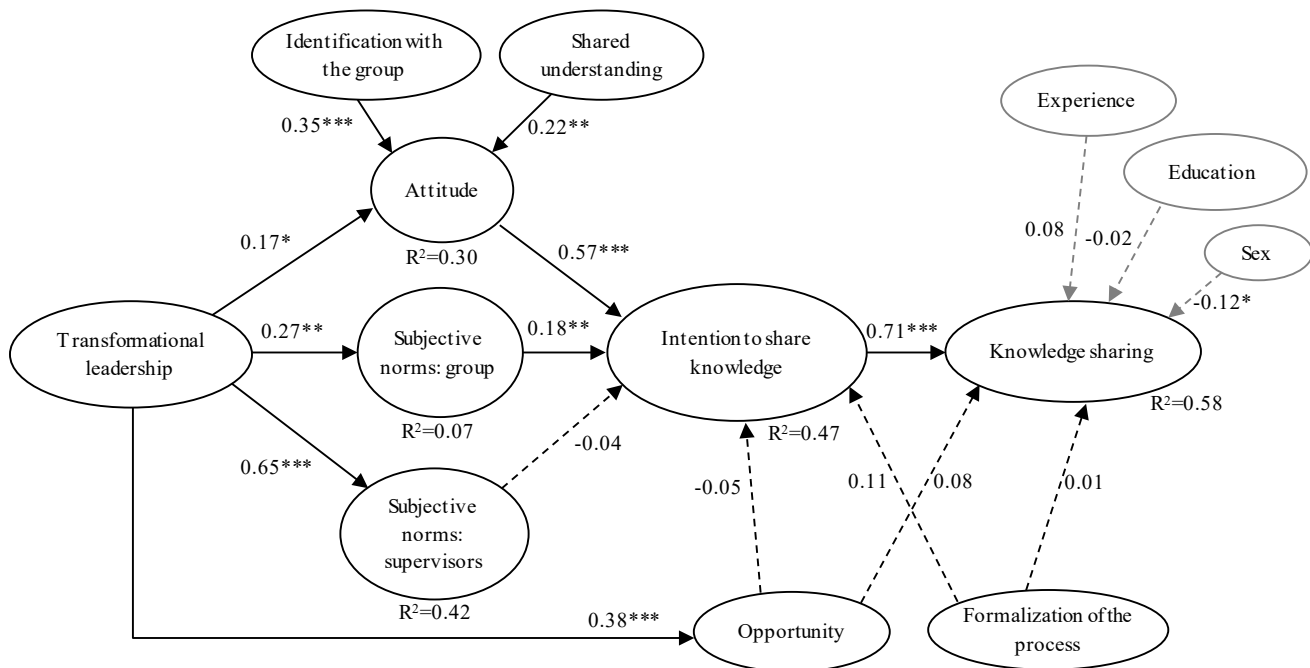 Identification with
the group
Shared
understanding
Experience
0.35***
0.22**
Education
Attitude
0.17*
R²=0.30
0.57***
0.08
-0.02
Sex
-0.12*
Transformational
leadership
0.27**
Subjective
norms: group
0.18**
Intention to share
knowledge
0.71***
Knowledge sharing
R²=0.07
R²=0.47
R²=0.58
0.65***
-0.04
Subjective
norms:
supervisors
-0.05
0.11
0.08
0.01
R²=0.42
0.38***
Opportunity
Formalization of the
process